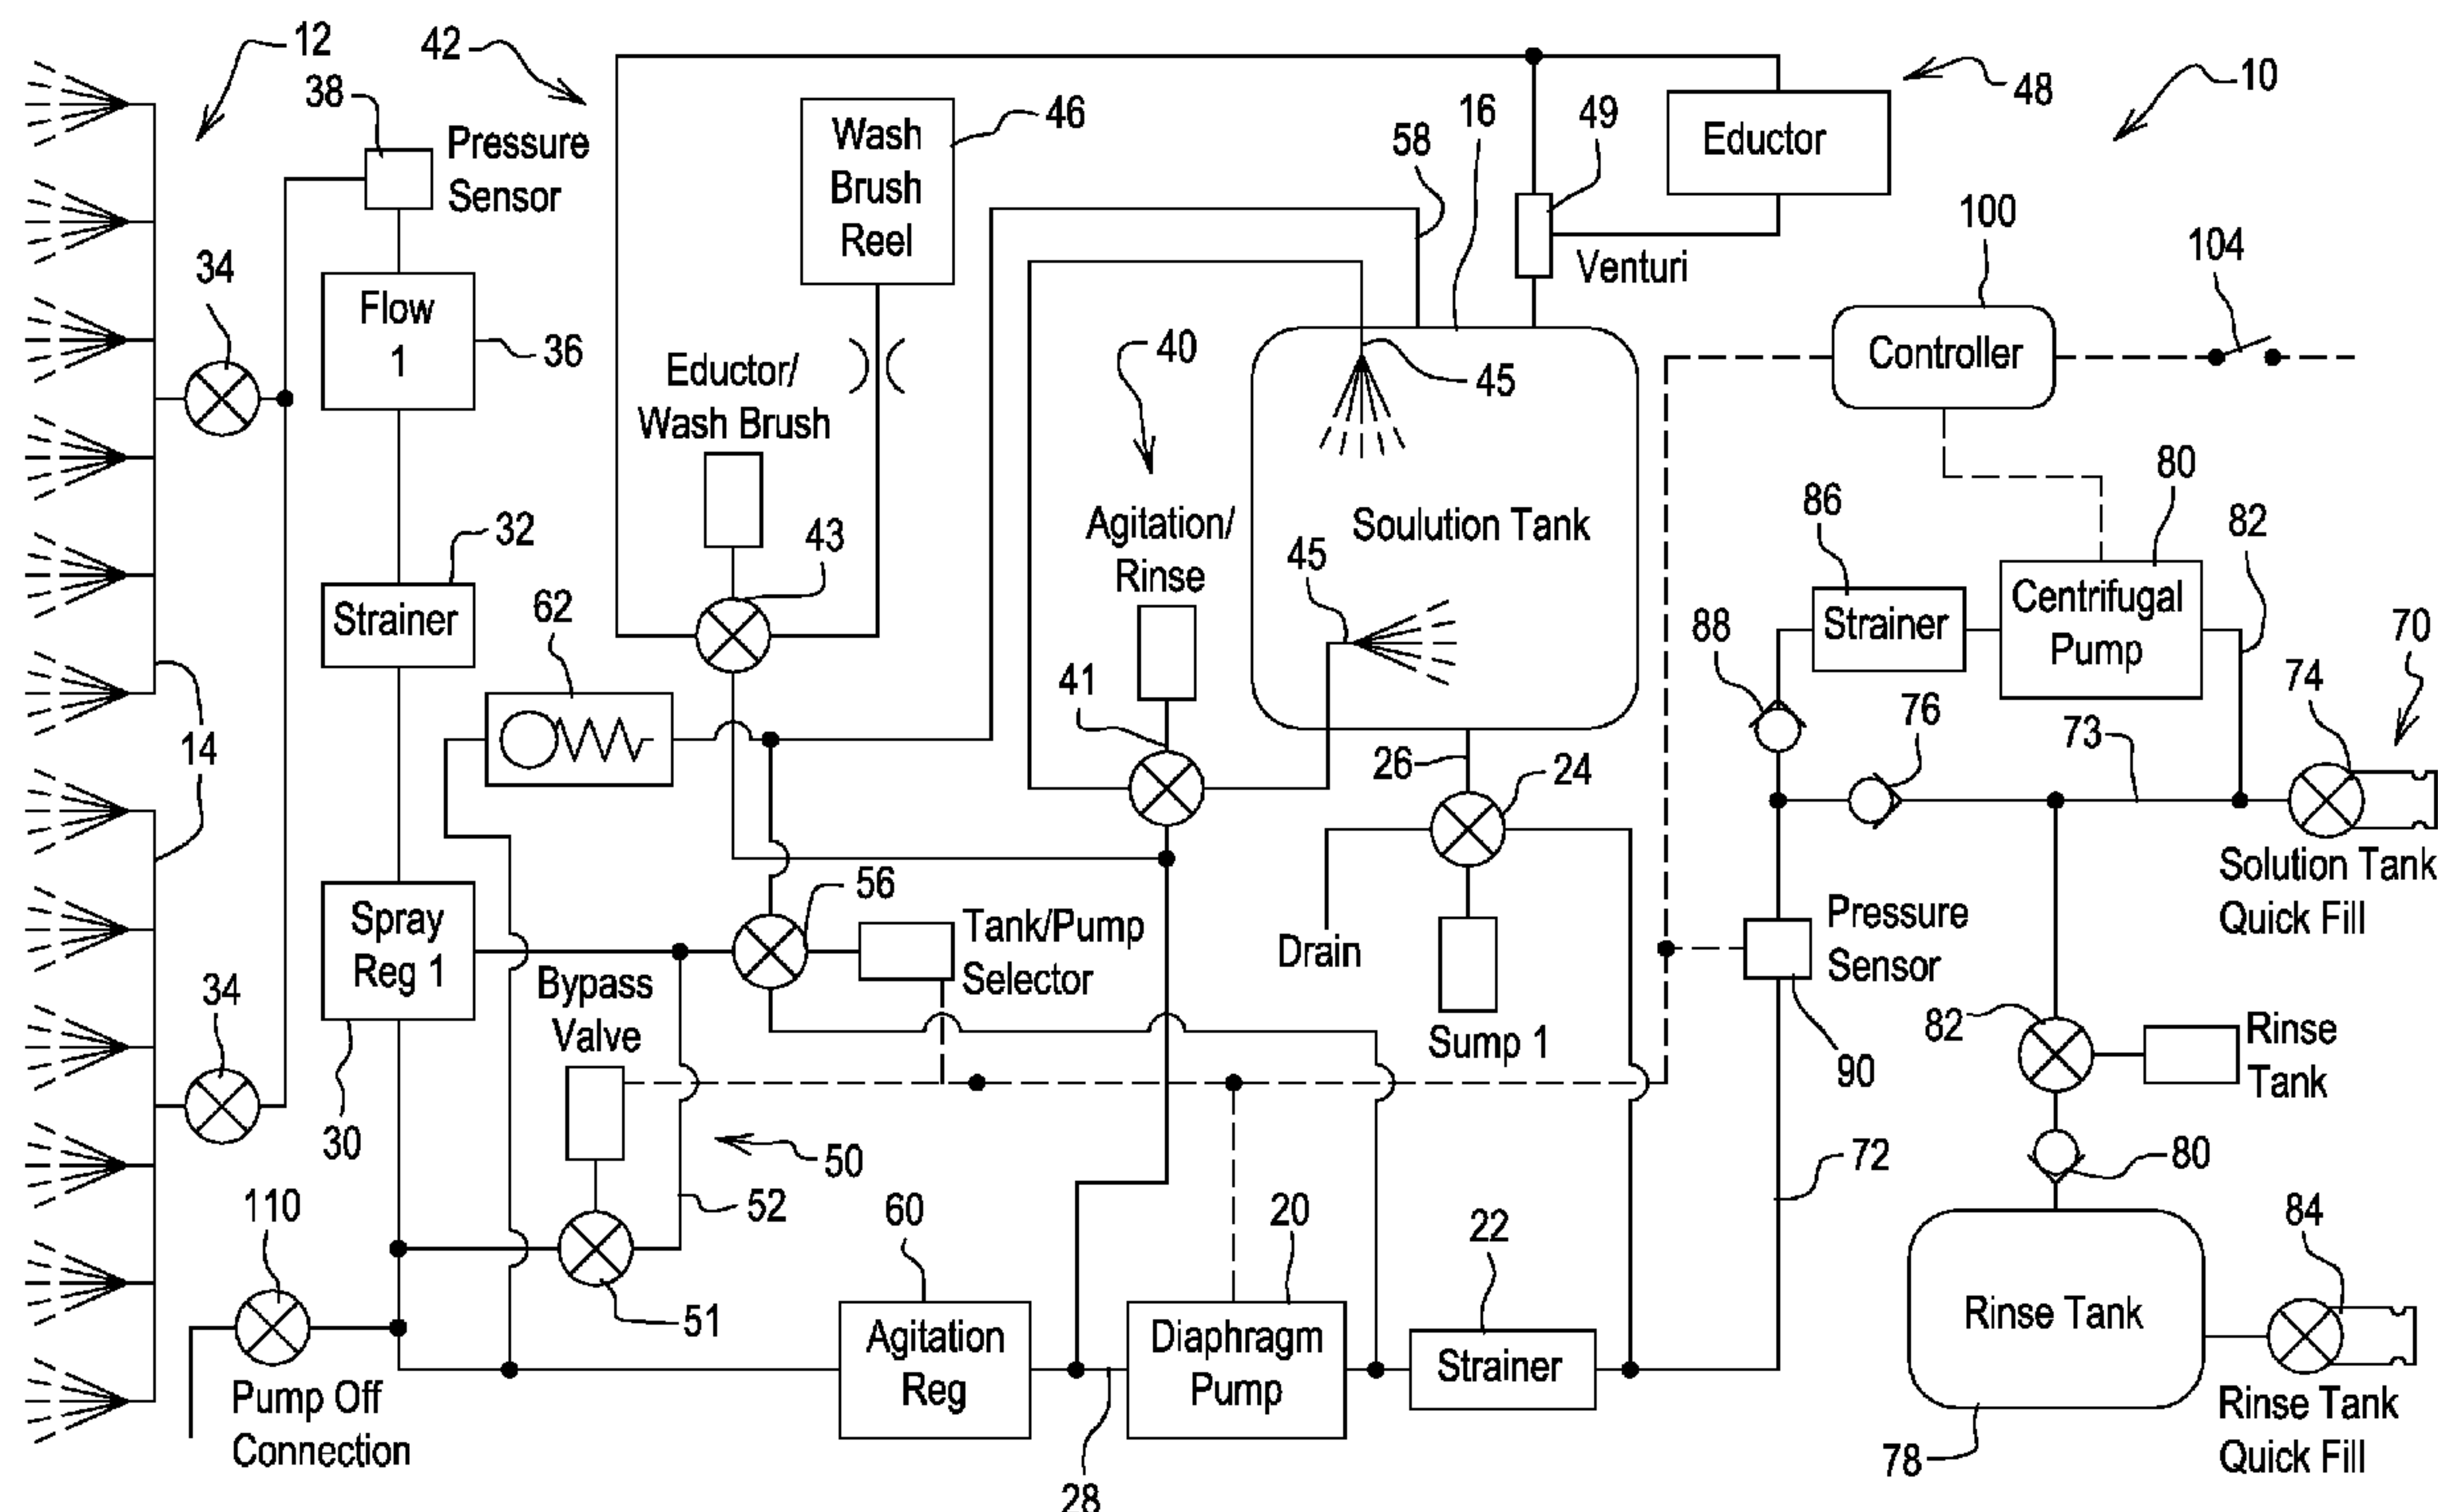 12
42
38
Pressure
Sensor
46
Wash
Brush
Reel
58
16
49
48
10
Eductor
Venturi
100
104
Controller
34
Flow
1
36
Eductor/
Wash Brush
40
45
Agitation/
Rinse
Soulution Tank
45
86
80
82
32
Strainer
62
43
41
88
Strainer
Centrifugal
Pump
70
74
76
73
14
26
24
Solution Tank
Quick Fill
Spray
Reg 1
56
Tank/Pump
Selector
Drain
Sump 1
Pressure
Sensor
Bypass
Valve
34
30
50
52
90
82
Rinse
Tank
72
80
110
60
20
22
84
51
Agitation
Reg
Diaphragm
Pump
Strainer
Rinse Tank
Pump Off
Connection
28
78
Rinse Tank
Quick Fill